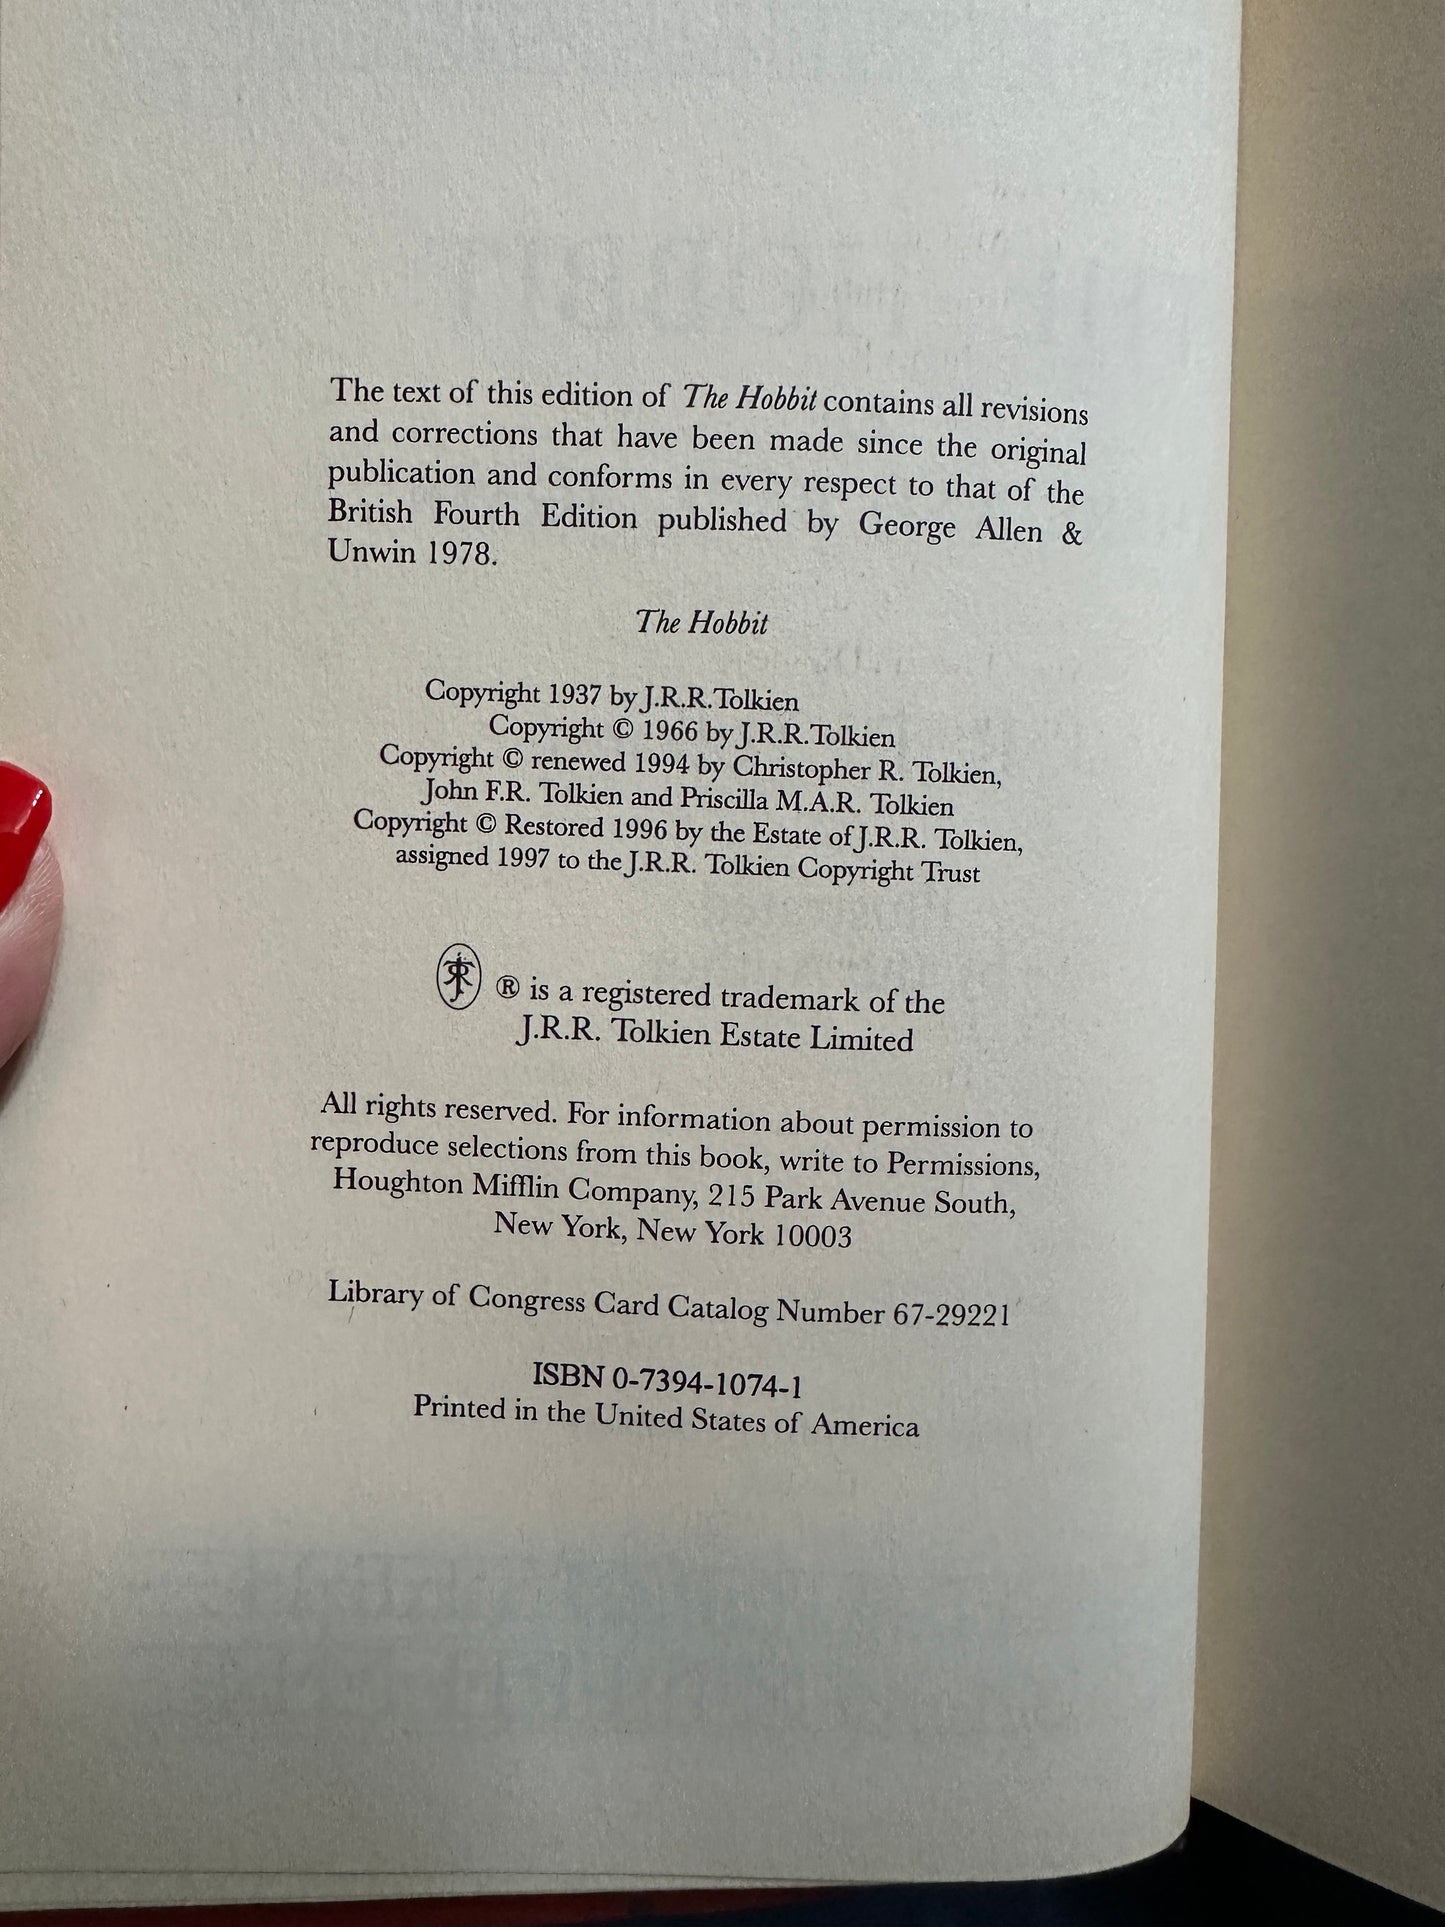 The text of this edition of The Hobbit contains all revisions
and corrections that have been made since the original
publication and conforms in every respect to that of the
British Fourth Edition published by George Allen &
Unwin 1978.
The Hobbit
Copyright 1937 by J.R.R. Tolkien
Copyright © 1966 by J.R.R. Tolkien
Copyright © renewed 1994 by Christopher R. Tolkien,
John F.R. Tolkien and Priscilla M.A.R. Tolkien
Copyright © Restored 1996 by the Estate of J.R.R. Tolkien,
assigned 1997 to the J.R.R. Tolkien Copyright Trust
® is a registered trademark of the
J.R.R. Tolkien Estate Limited
All rights reserved. For information about permission to
reproduce selections from this book, write to Permissions,
Houghton Mifflin Company, 215 Park Avenue South,
New York, New York 10003
Library of Congress Card Catalog Number 67-29221
ISBN 0-7394-1074-1
Printed in the United States of America